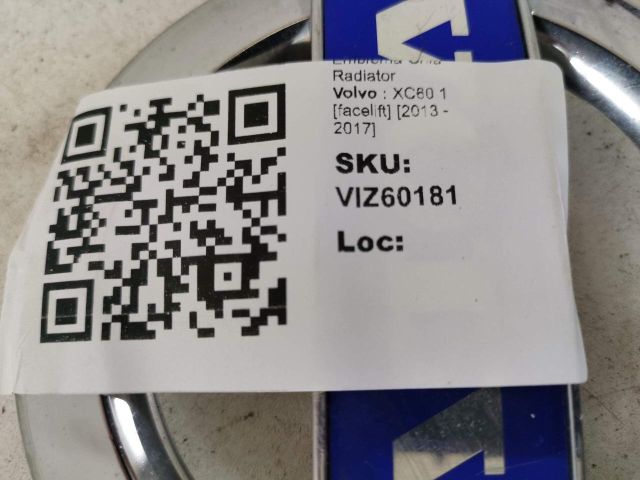 Radiator
Volvo : XC60 1
[facelift] [2013 -
2017]
SKU:
VIZ60181
Loc: